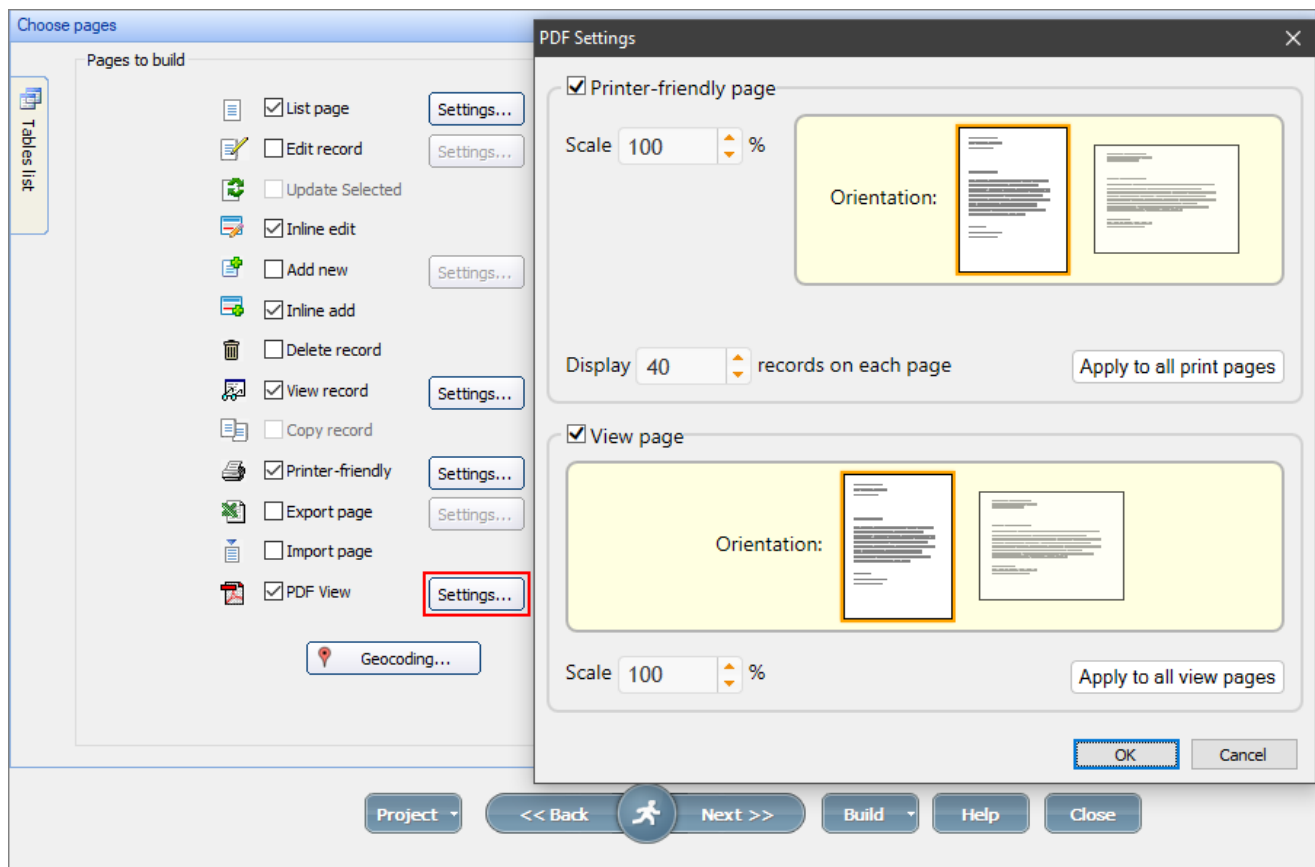 Choose pages
Tables list
Pages to build
List page Settings...
Edit record Settings...
Update Selected
Inline edit
Add new Settings...
Inline add
Delete record
View record Settings...
Copy record
Printer-friendly Settings...
Export page Settings...
Import page
PDF View Settings...
Geocoding...
PDF Settings
Printer-friendly page
Scale 100 %
Orientation:
Display 40 records on each page Apply to all print pages
View page
Orientation:
Scale 100 % Apply to all view pages
OK Cancel
Project << Back Next >> Build Help Close